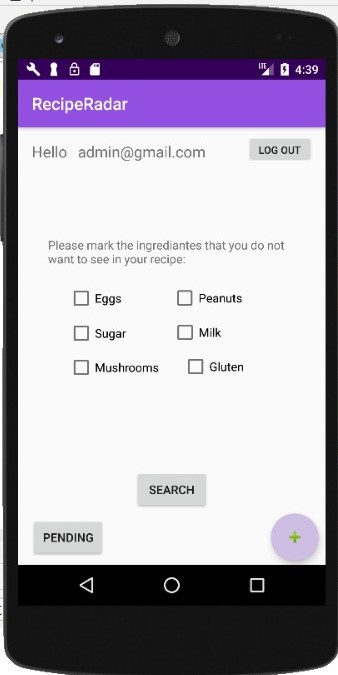 LTE 4:39
RecipeRadar
Hello admin@gmail.com LOG OUT
Please mark the ingrediantes that you do not
want to see in your recipe:
Eggs Peanuts
Sugar Milk
Mushrooms Gluten
SEARCH
PENDING